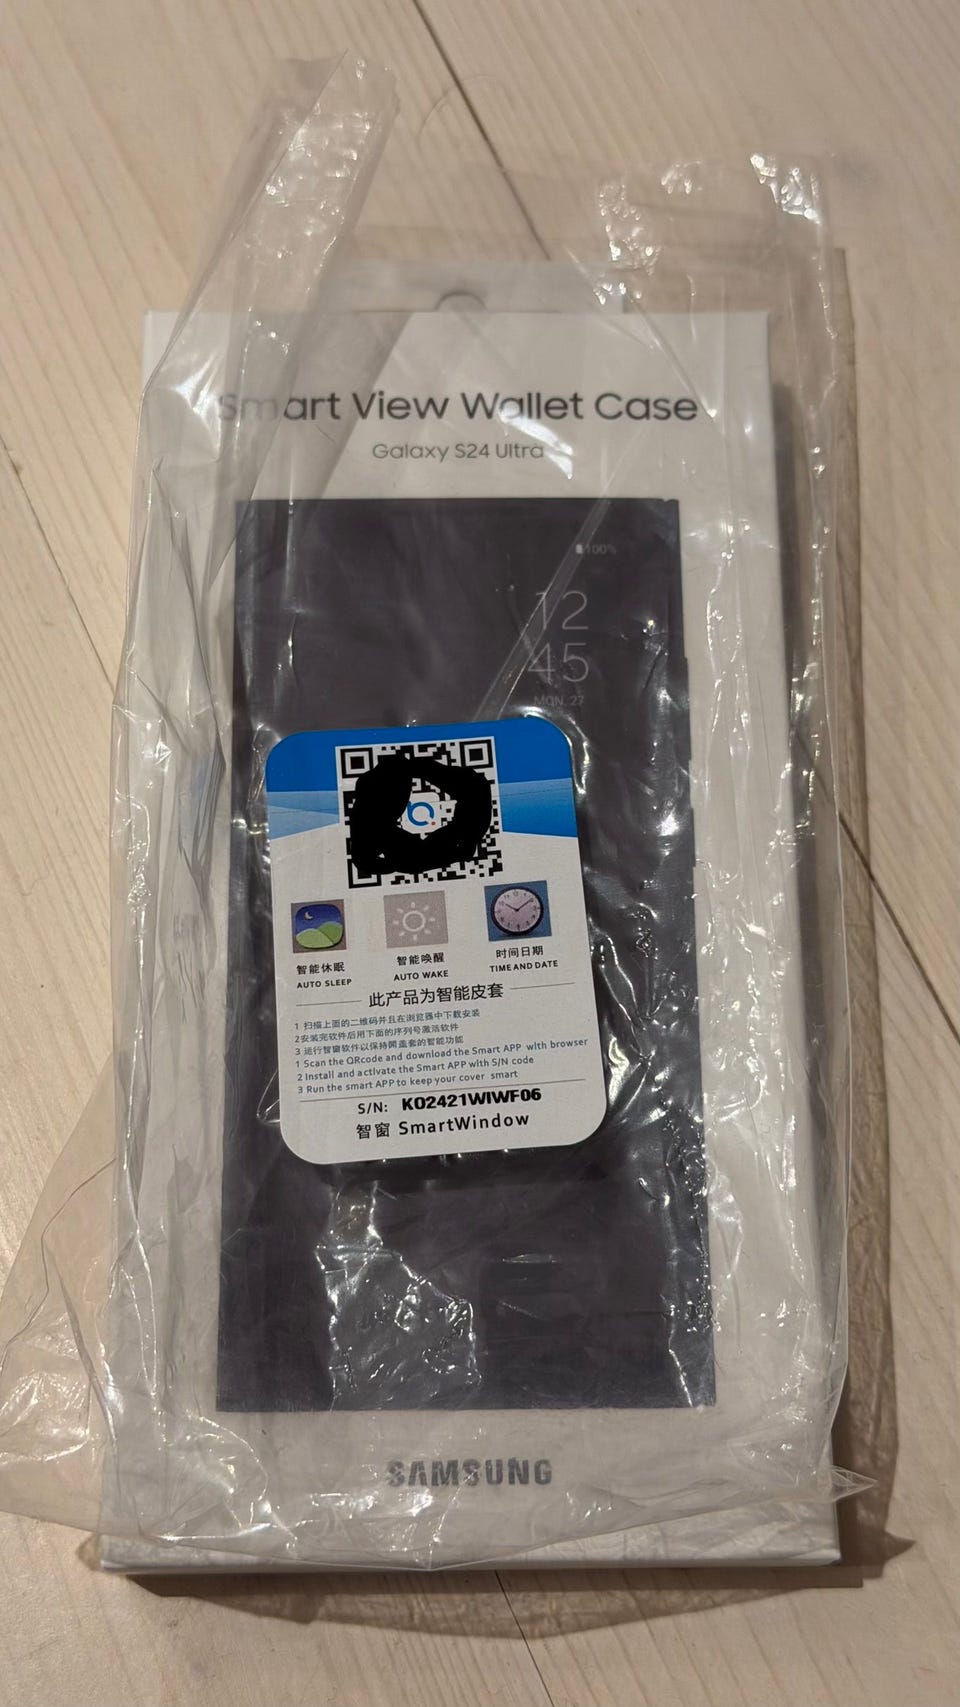 Smart View Wallet Case
Galaxy S24 Ultra
100%
12
45
MON. 27
智能休眠
AUTO SLEEP
智能唤醒
AUTO WAKE
时间日期
TIME AND DATE
此产品为智能皮套
1 扫描上面的二维码并且在浏览器中下载安装
2安装完软件后用下面的序列号激活软件
3 运行智窗软件以保持开盖套的智能功能
1 Scan the QRcode and download the Smart APP with browser
2 Install and activate the Smart APP with S/N code
3 Run the smart APP to keep your cover smart
S/N: K02421WIWF06
智窗 SmartWindow
SAMSUNG